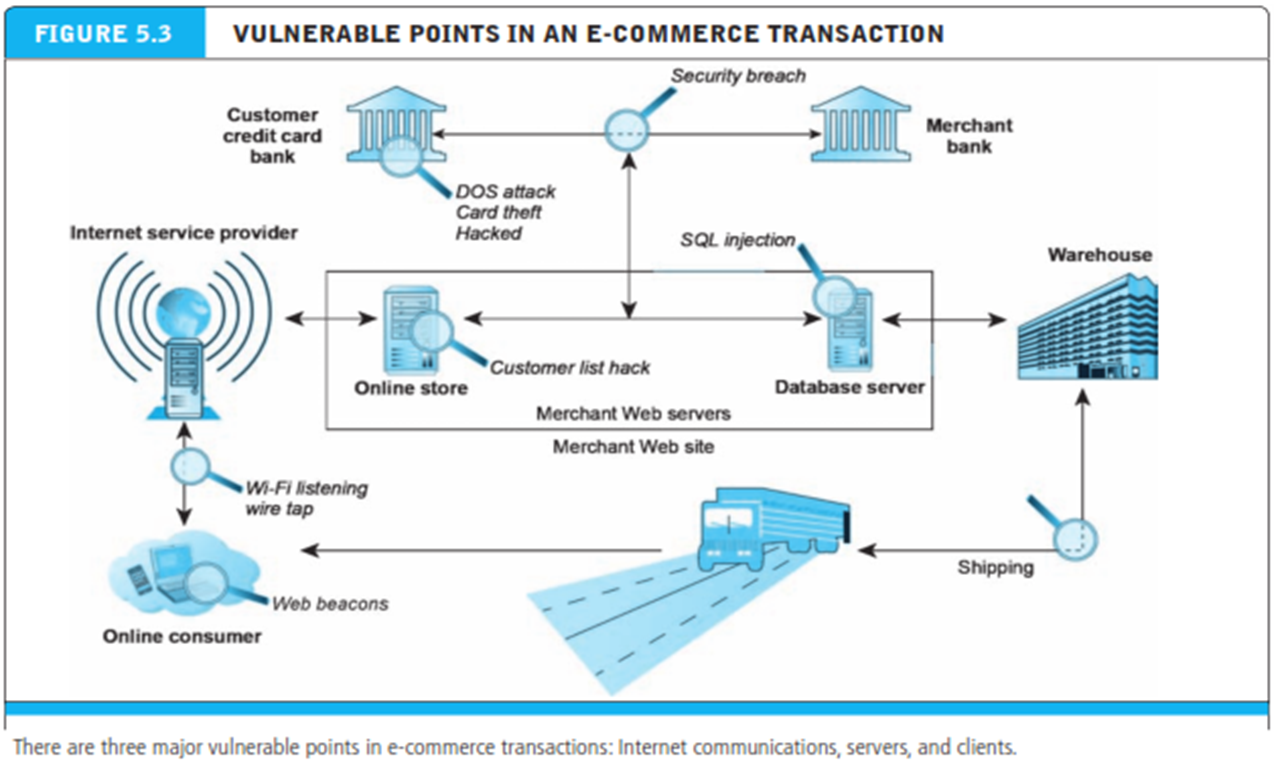 FIGURE 5.3
VULNERABLE POINTS IN AN E-COMMERCE TRANSACTION
Security breach
Customer
credit card
bank
Merchant
bank
DOS attack
Card theft
Hacked
Internet service provider
SQL injection
Warehouse
Customer list hack
Online store
Database server
Merchant Web servers
Merchant Web site
Wi-Fi listening
wire tap
Shipping
Web beacons
Online consumer
There are three major vulnerable points in e-commerce transactions: Internet communications, servers, and clients.